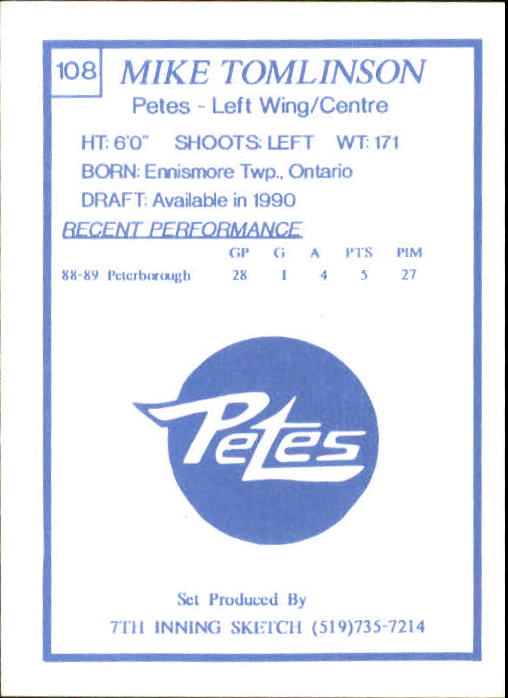 108 MIKE TOMLINSON
Petes - Left Wing/Centre
HT: 6'0" SHOOTS: LEFT WT: 171
BORN: Ennismore Twp., Ontario
DRAFT: Available in 1990
RECENT PERFORMANCE
GP G A PTS PIM
88-89 Peterborough 28 1 4 5 27
Petes
Set Produced By
7TH INNING SKETCH (519)735-7214